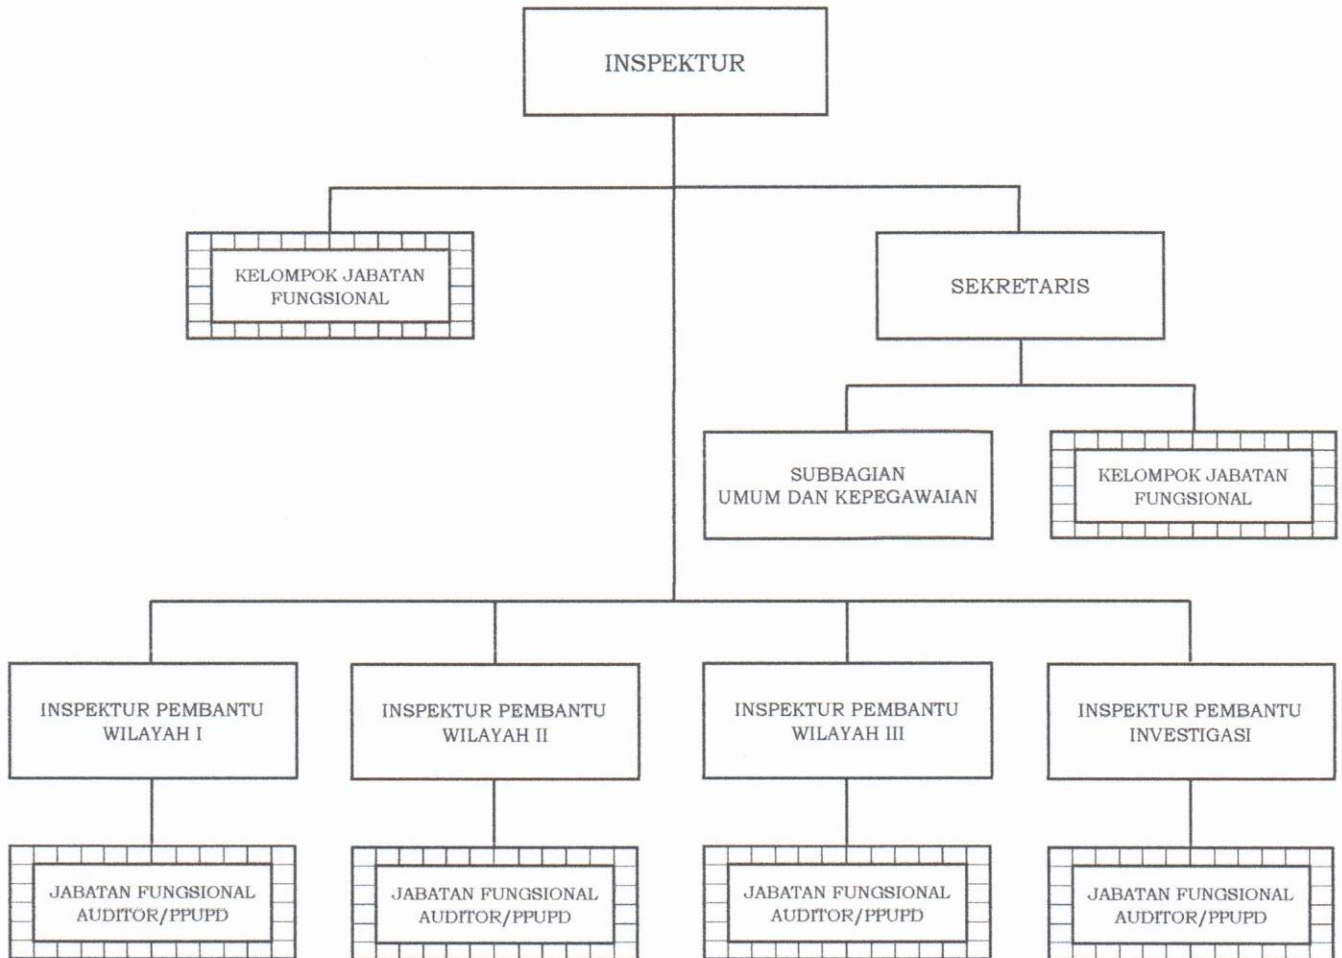 INSPEKTUR
KELOMPOK JABATAN
FUNGSIONAL
SEKRETARIS
SUBBAGIAN
UMUM DAN KEPEGAWAIAN
KELOMPOK JABATAN
FUNGSIONAL
INSPEKTUR PEMBANTU
WILAYAH I
INSPEKTUR PEMBANTU
WILAYAH II
INSPEKTUR PEMBANTU
WILAYAH III
INSPEKTUR PEMBANTU
INVESTIGASI
JABATAN FUNGSIONAL
AUDITOR/PPUPD
JABATAN FUNGSIONAL
AUDITOR/PPUPD
JABATAN FUNGSIONAL
AUDITOR/PPUPD
JABATAN FUNGSIONAL
AUDITOR/PPUPD